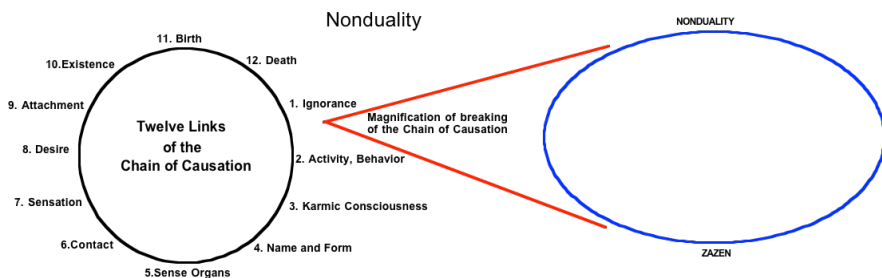 Nonduality
NONDUALITY
11. Birth
12. Death
10.Existence
1. Ignorance
9. Attachment
Magnification of breaking
of the Chain of Causation
Twelve Links
of the
Chain of Causation
8. Desire
2. Activity, Behavior
7. Sensation
3. Karmic Consciousness
6.Contact
4. Name and Form
5.Sense Organs
ZAZEN